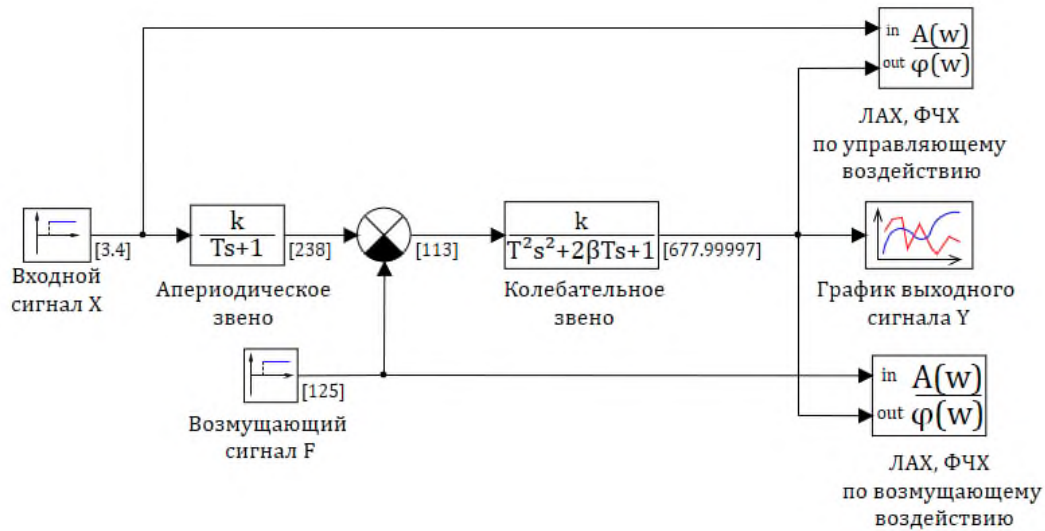 in A(w)
out φ(w)
ЛАХ, ФЧХ
по управляющему
воздействию
k
Ts+1
[3.4]
[238]
[113]
k
T²s²+2βTs+1
[677.99997]
Входной
сигнал X
Апериодическое
звено
Колебательное
звено
График выходного
сигнала Y
[125]
Возмущающий
сигнал F
in A(w)
out φ(w)
ЛАХ, ФЧХ
по возмущающему
воздействию